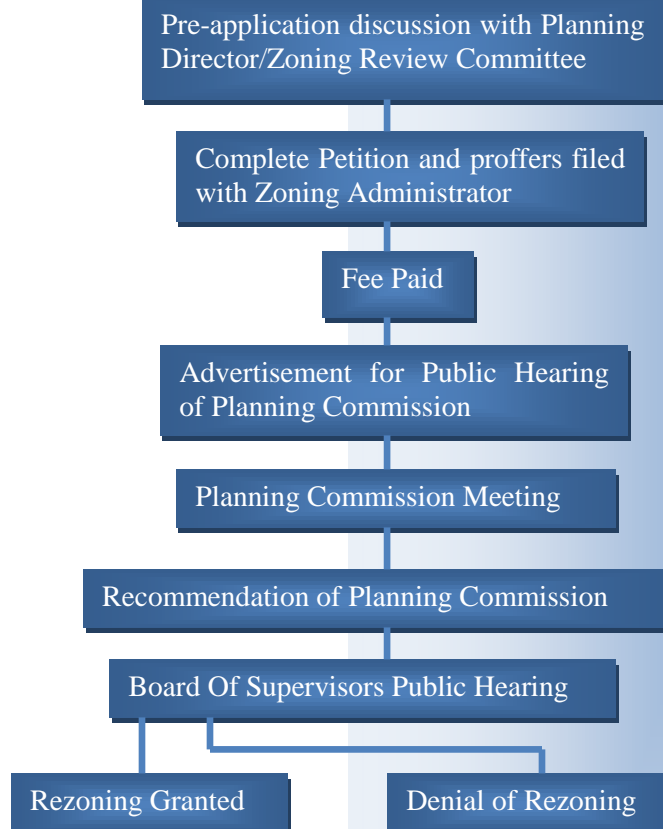 Pre-application discussion with Planning
Director/Zoning Review Committee
Complete Petition and proffers filed
with Zoning Administrator
Fee Paid
Advertisement for Public Hearing
of Planning Commission
Planning Commission Meeting
Recommendation of Planning Commission
Board Of Supervisors Public Hearing
Rezoning Granted
Denial of Rezoning